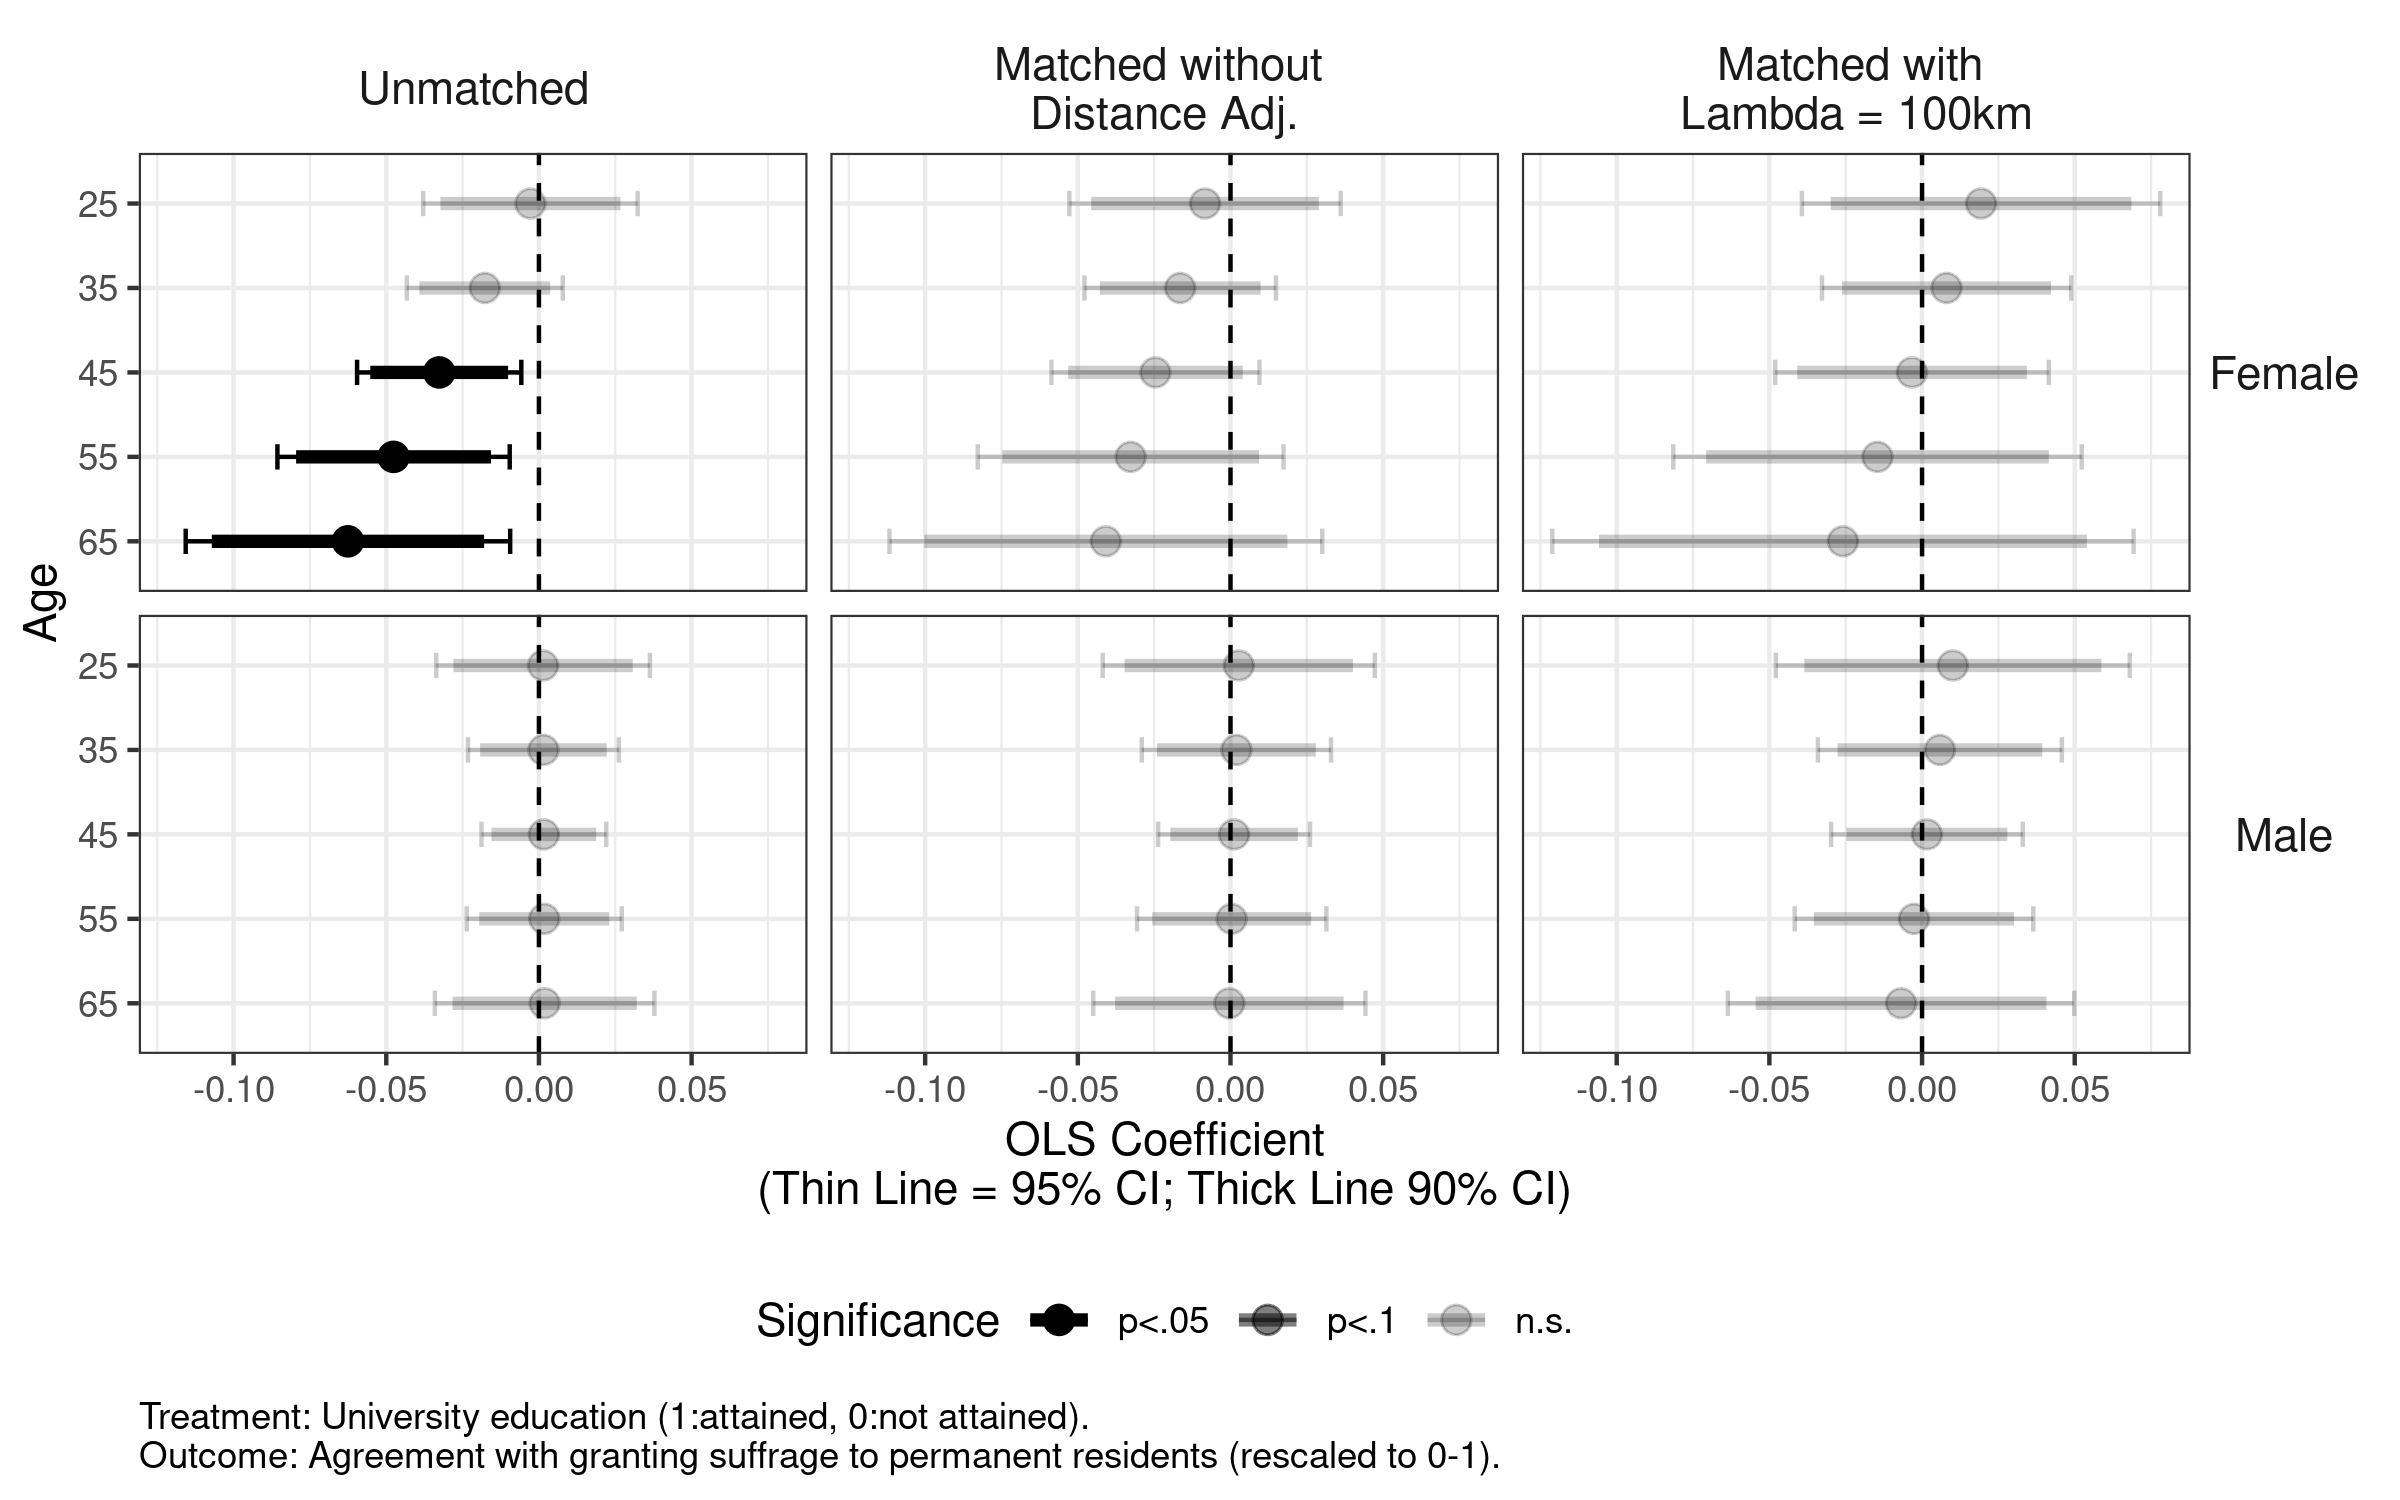 Unmatched
Matched without
Distance Adj.
Matched with
Lambda = 100km
25
35
45
55
65
Female
Age
25
35
45
55
65
Male
-0.10 -0.05 0.00 0.05
-0.10 -0.05 0.00 0.05
-0.10 -0.05 0.00 0.05
OLS Coefficient
(Thin Line = 95% CI; Thick Line 90% CI)
Significance p<.05 p<.1 n.s.
Treatment: University education (1:attained, 0:not attained).
Outcome: Agreement with granting suffrage to permanent residents (rescaled to 0-1).